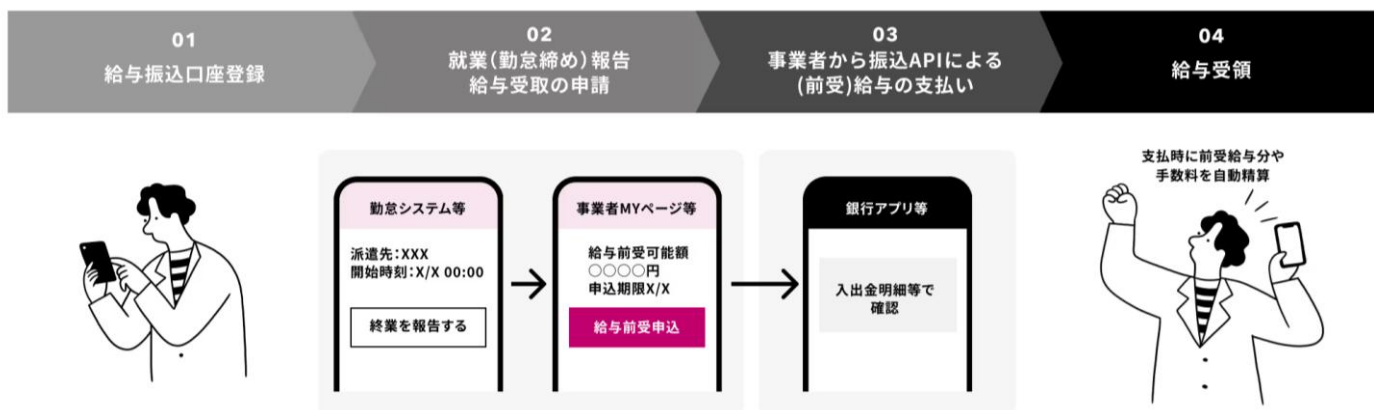 01
給与振込口座登録
02
就業(勤怠締め)報告
給与受取の申請
03
事業者から振込APIによる
(前受)給与の支払い
04
給与受領
勤怠システム等
派遣先:XXX
開始時刻:X/X 00:00
終業を報告する
事業者MYページ等
給与前受可能額
○○○○円
申込期限X/X
給与前受申込
銀行アプリ等
入出金明細等で
確認
支払時に前受給与分や
手数料を自動精算